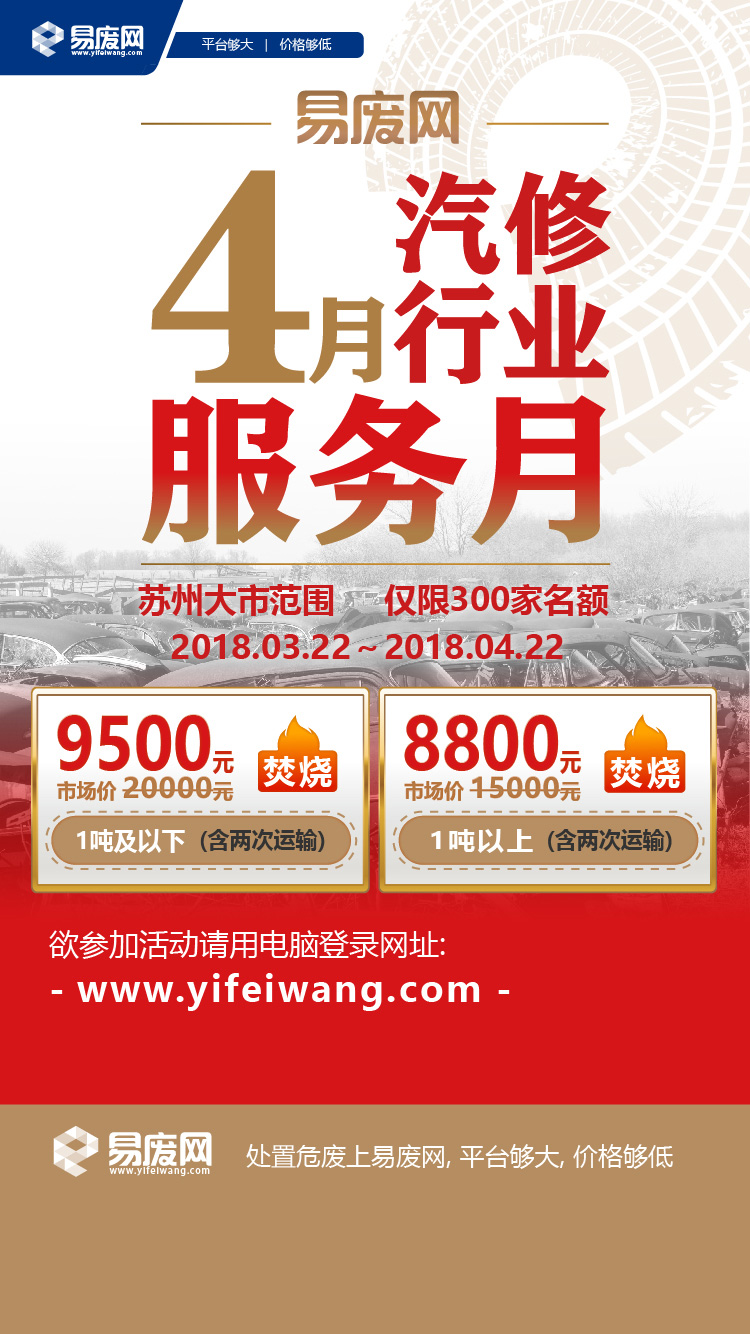 易废网
www.yifeiwang.com
平台够大 | 价格够低
易废网
4月
汽修
行业
服务月
苏州大市范围 仅限300家名额
2018.03.22~2018.04.22
9500元
市场价 20000元
焚烧
1吨及以下 (含两次运输)
8800元
市场价 15000元
焚烧
1吨以上 (含两次运输)
欲参加活动请用电脑登录网址:
- www.yifeiwang.com -
易废网
www.yifeiwang.com
处置危废上易废网, 平台够大, 价格够低